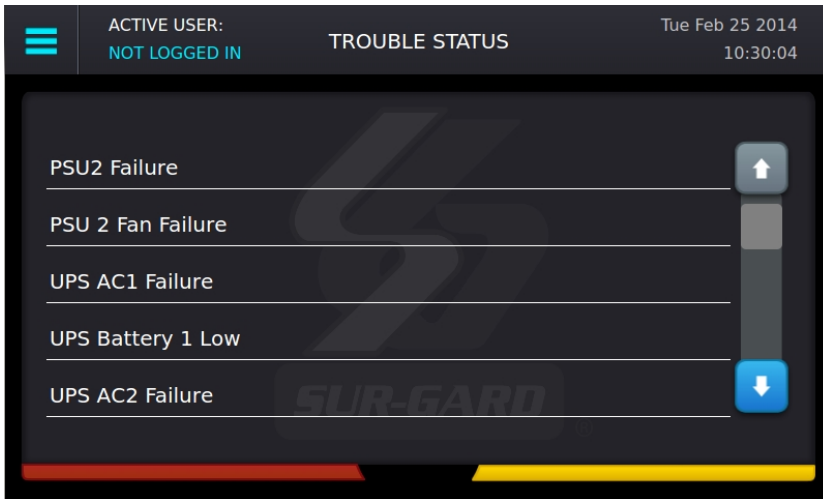 ACTIVE USER:
NOT LOGGED IN
TROUBLE STATUS
Tue Feb 25 2014
10:30:04
PSU2 Failure
PSU 2 Fan Failure
UPS AC1 Failure
UPS Battery 1 Low
UPS AC2 Failure
SUR-GARD
®